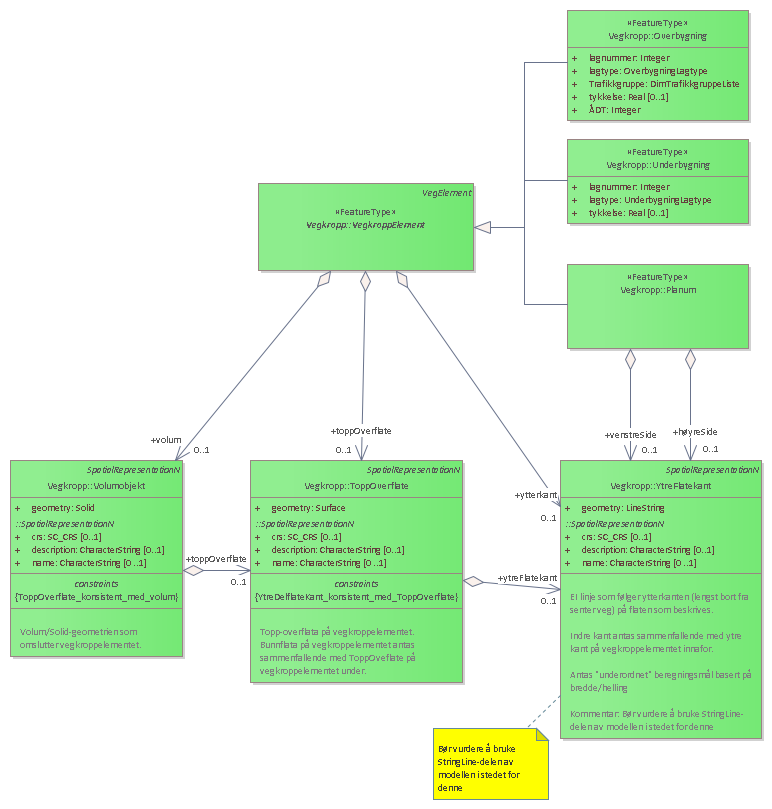 «FeatureType»
Vegkropp::Overbygning
+ lagnummer: Integer
+ lagtype: OverbygningLagtype
+ Trafikkgruppe: DimTrafikkgruppeListe
+ tykkelse: Real [0..1]
+ ÅDT: Integer
«FeatureType»
Vegkropp::Underbygning
+ lagnummer: Integer
+ lagtype: UnderbygningLagtype
+ tykkelse: Real [0..1]
VegElement
«FeatureType»
Vegkropp::VegkroppElement
«FeatureType»
Vegkropp::Planum
+volum
0..1
+toppOverflate
0..1
+ytterkant
0..1
+venstreSide
0..1
+høyreSide
0..1
SpatialRepresentationN
Vegkropp::Volumobjekt
+ geometry: Solid
::SpatialRepresentationN
+ crs: SC_CRS [0..1]
+ description: CharacterString [0..1]
+ name: CharacterString [0..1]
constraints
{ToppOverflate_konsistent_med_volum}
Volum/Solid-geometrien som
omslutter vegkroppelementet.
+toppOverflate
0..1
SpatialRepresentationN
Vegkropp::ToppOverflate
+ geometry: Surface
::SpatialRepresentationN
+ crs: SC_CRS [0..1]
+ description: CharacterString [0..1]
+ name: CharacterString [0..1]
constraints
{YtreDelflateKant_konsistent_med_ToppOverflate}
Topp-overflata på vegkroppelementet.
Bunnflata på vegkroppelementet antas
sammenfallende med ToppOveflate på
vegkroppelementet under.
+ytreFlatekant
0..1
SpatialRepresentationN
Vegkropp::YtreFlatekant
+ geometry: LineString
::SpatialRepresentationN
+ crs: SC_CRS [0..1]
+ description: CharacterString [0..1]
+ name: CharacterString [0..1]
EI linje som følger ytterkanten (lengst bort fra
senterveg) på flaten som beskrives.
Indre kant antas sammenfallende med ytre
kant på vegkroppelementet innafor.
Antas "underordnet" beregningsmål basert på
bredde/helling
Kommentar: Bør vurdere å bruke StringLine-
delen av modellen i stedet for denne
Bør vurdere å bruke
StringLine-delen av
modellen i stedet for
denne